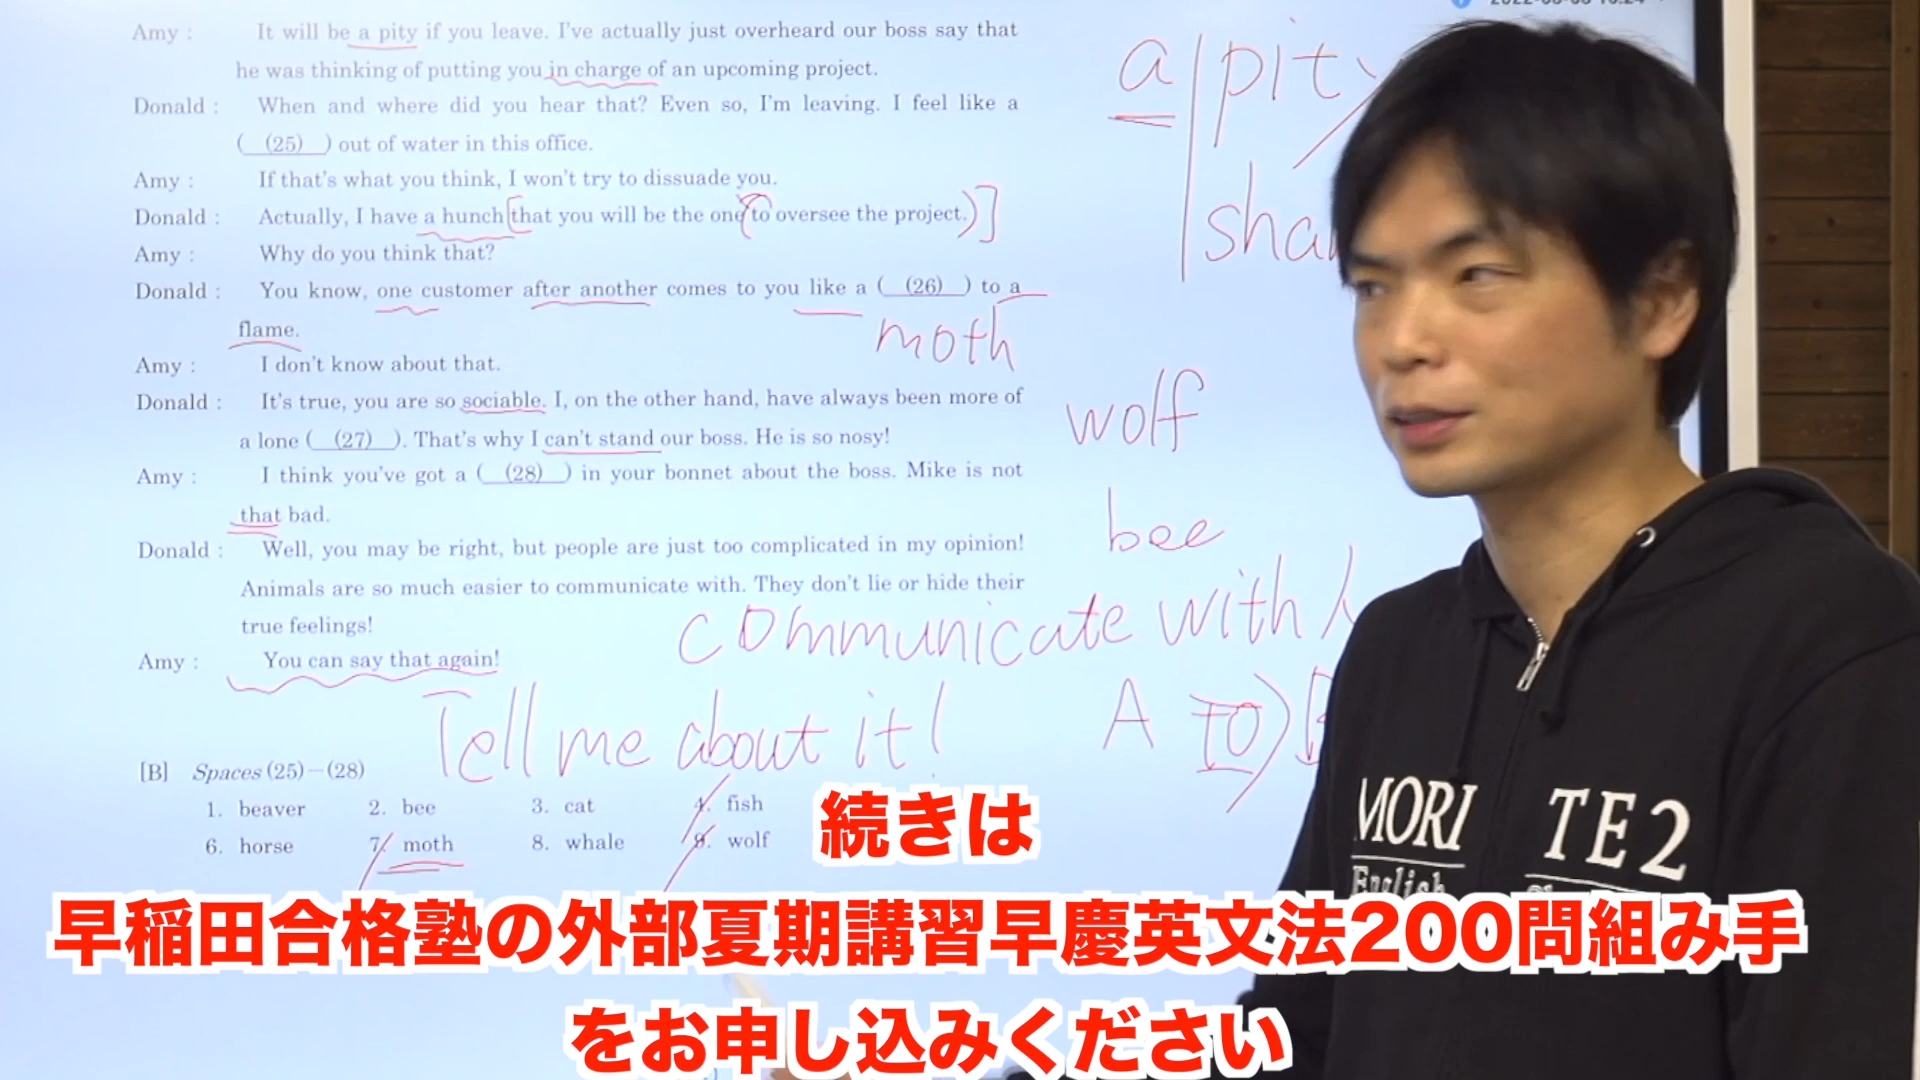 Amy : It will be a pity if you leave. I've actually just overheard our boss say that
he was thinking of putting you in charge of an upcoming project.
Donald : When and where did you hear that? Even so, I'm leaving. I feel like a
( (25) ) out of water in this office.
Amy : If that's what you think, I won't try to dissuade you.
Donald : Actually, I have a hunch [that you will be the one (to oversee the project.)]
Amy : Why do you think that?
Donald : You know, one customer after another comes to you like a ( (26) ) to a
flame.
moth
Amy : I don't know about that.
Donald : It's true, you are so sociable. I, on the other hand, have always been more of
a lone ( (27) ). That's why I can't stand our boss. He is so nosy!
Amy : I think you've got a ( (28) ) in your bonnet about the boss. Mike is not
that bad.
Donald : Well, you may be right, but people are just too complicated in my opinion!
Animals are so much easier to communicate with. They don't lie or hide their
true feelings!
Amy : You can say that again!
Tell me about it!
[B] Spaces (25)-(28)
1. beaver 2. bee 3. cat 4. fish
6. horse 7. moth 8. whale 9. wolf
a pity
wolf
bee
communicate with 人
A to)
MORI TE2
English
続きは
早稲田合格塾の外部夏期講習早慶英文法200問組み手
をお申し込みください